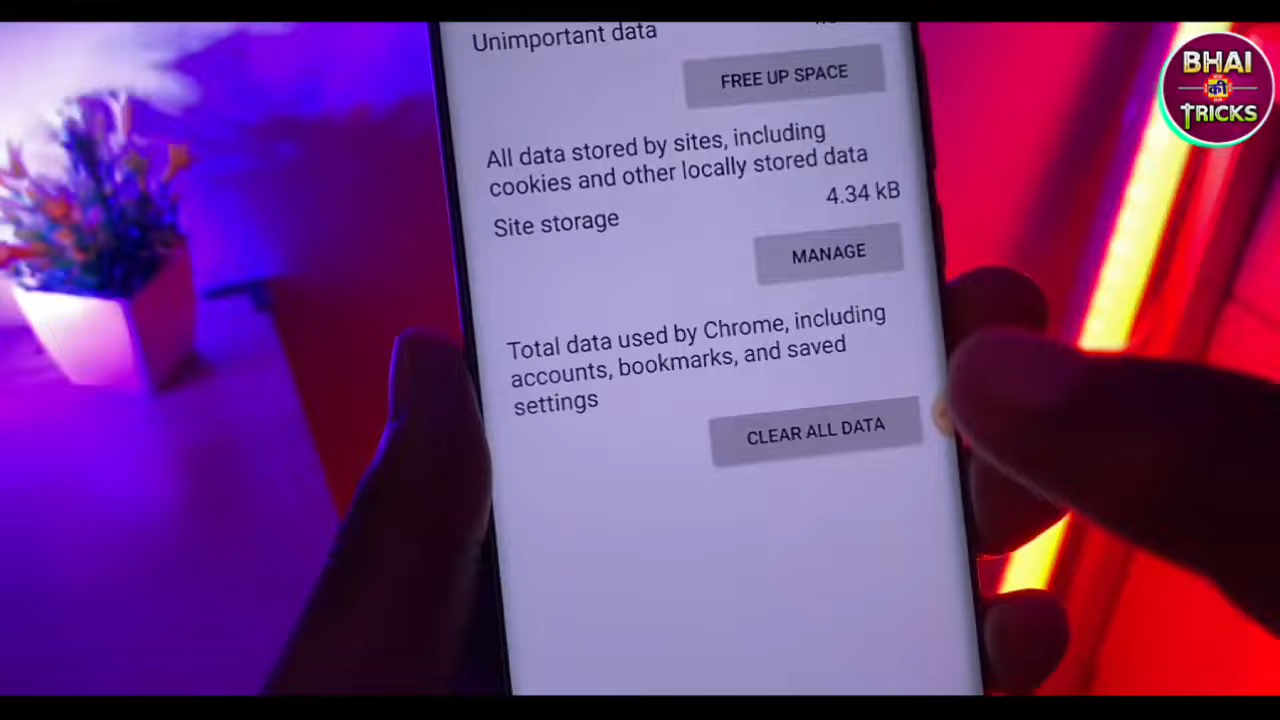 Unimportant data
FREE UP SPACE
All data stored by sites, including
cookies and other locally stored data
Site storage
4.34 kB
MANAGE
Total data used by Chrome, including
accounts, bookmarks, and saved
settings
CLEAR ALL DATA
BHAI
की
TRICKS